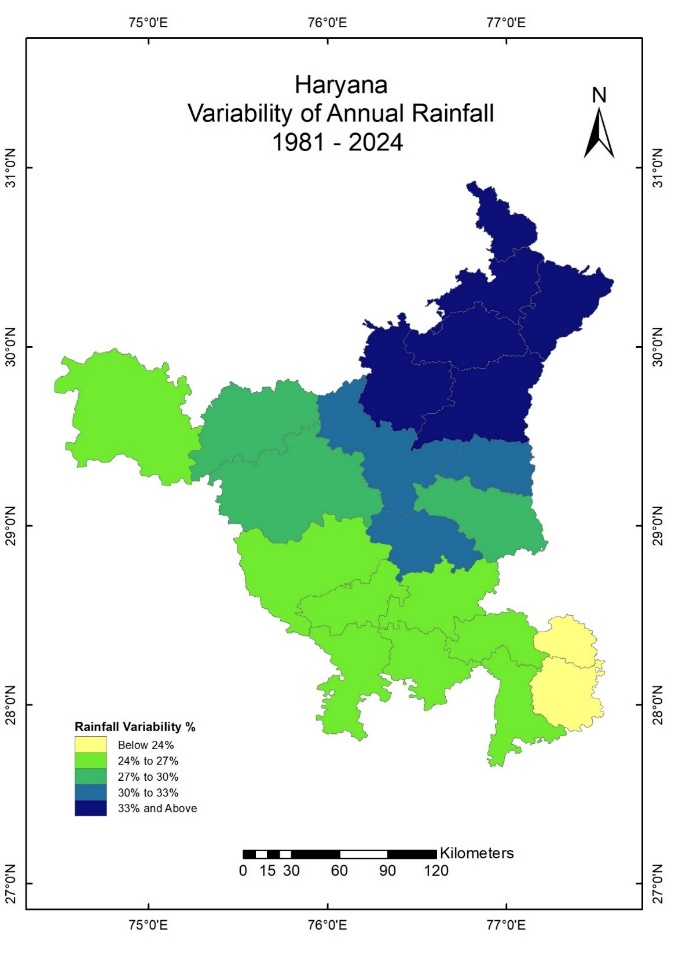 75°0'E 76°0'E 77°0'E
Haryana
Variability of Annual Rainfall
1981 - 2024
N
31°0'N 31°0'N
30°0'N 30°0'N
29°0'N 29°0'N
28°0'N 28°0'N
Rainfall Variability %
Below 24%
24% to 27%
27% to 30%
30% to 33%
33% and Above
Kilometers
0 15 30 60 90 120
27°0'N 27°0'N
75°0'E 76°0'E 77°0'E